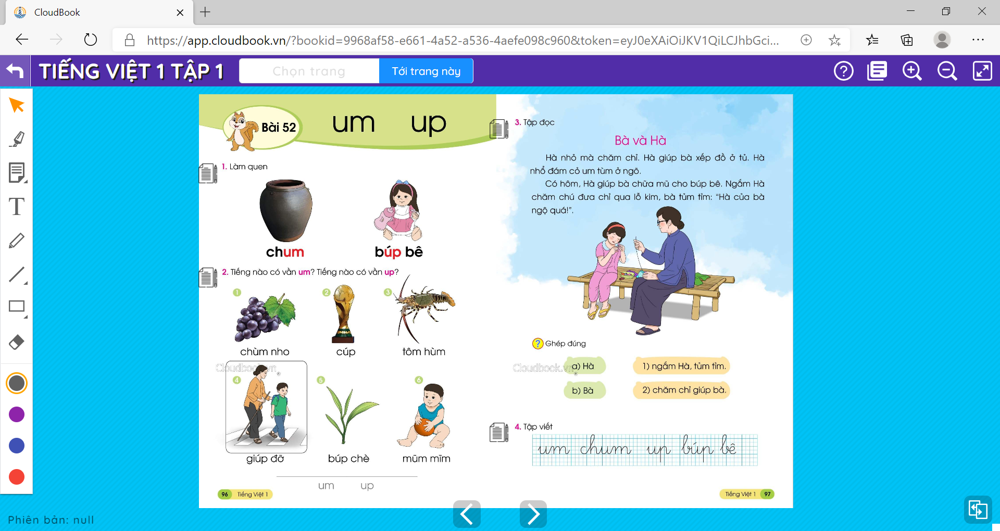 CloudBook
https://app.cloudbook.vn/?bookid=9968af58-e661-4a52-a536-4aefe098c960&token=eyJ0eXAiOiJKV1QiLCJhbGci...
TIẾNG VIỆT 1 TẬP 1
Chọn trang
Tới trang này
T
Bài 52
um up
1. Làm quen
chum
búp bê
2. Tiếng nào có vần um? Tiếng nào có vần up?
1
2
3
chùm nho
cúp
tôm hùm
Cloudbook.vn
4
5
6
giúp đỡ
búp chè
mũm mĩm
um up
96 Tiếng Việt 1
3. Tập đọc
Bà và Hà
Hà nhỏ mà chăm chỉ. Hà giúp bà xếp đồ ở tủ. Hà
nhổ đám cỏ um tùm ở ngõ.
Có hôm, Hà giúp bà chữa mũ cho búp bê. Ngắm Hà
chăm chú đưa chỉ qua lỗ kim, bà tủm tỉm: “Hà của bà
ngộ quá!”.
? Ghép đúng
Cloudbook.vn
a) Hà
1) ngắm Hà, tủm tỉm.
b) Bà
2) chăm chỉ giúp bà.
4. Tập viết
um chum up búp bê
Tiếng Việt 1 97
Phiên bản: null